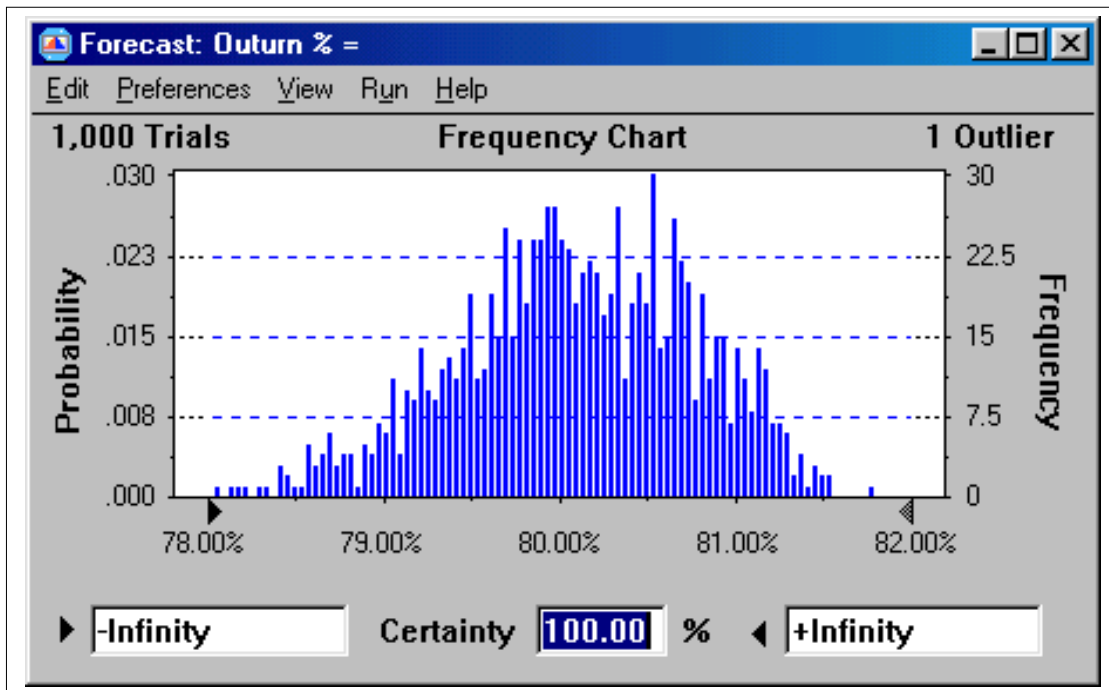 Forecast: Outurn % =
Edit Preferences View Run Help
1,000 Trials Frequency Chart 1 Outlier
.030 30
.023 22.5
.015 15
.008 7.5
.000 0
Probability
Frequency
78.00% 79.00% 80.00% 81.00% 82.00%
-Infinity Certainty 100.00 % +Infinity